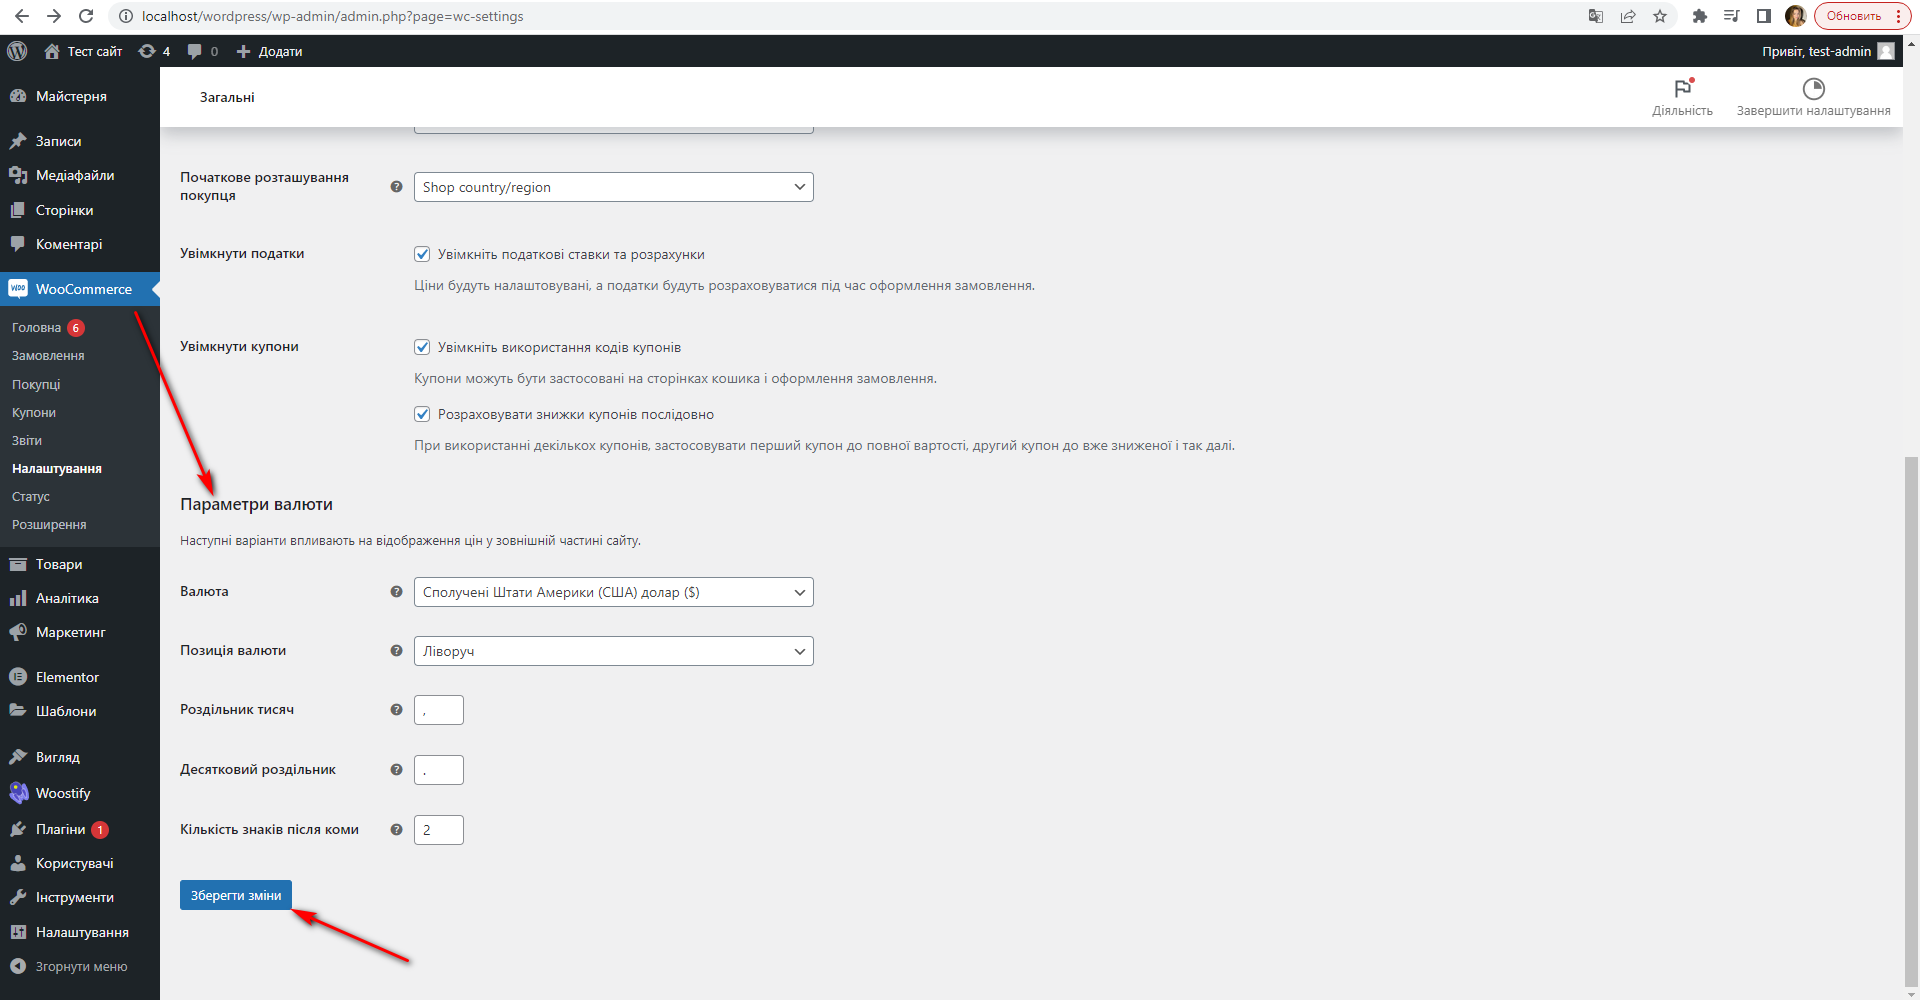 localhost/wordpress/wp-admin/admin.php?page=wc-settings
Обновить
Тест сайт 4 0 Додати
Привіт, test-admin
Майстерня
Записи
Медіафайли
Сторінки
Коментарі
WooCommerce
Головна 6
Замовлення
Покупці
Купони
Звіти
Налаштування
Статус
Розширення
Товари
Аналітика
Маркетинг
Elementor
Шаблони
Вигляд
Woostify
Плагіни 1
Користувачі
Інструменти
Налаштування
Згорнути меню
Загальні
Діяльність
Завершити налаштування
Початкове розташування
покупця
Shop country/region
Увімкнути податки
Увімкніть податкові ставки та розрахунки
Ціни будуть налаштовувані, а податки будуть розраховуватися під час оформлення замовлення.
Увімкнути купони
Увімкніть використання кодів купонів
Купони можуть бути застосовані на сторінках кошика і оформлення замовлення.
Розраховувати знижки купонів послідовно
При використанні декількох купонів, застосовувати перший купон до повної вартості, другий купон до вже зниженої і так далі.
Параметри валюти
Наступні варіанти впливають на відображення цін у зовнішній частині сайту.
Валюта
Сполучені Штати Америки (США) долар ($)
Позиція валюти
Ліворуч
Роздільник тисяч
,
Десятковий роздільник
.
Кількість знаків після коми
2
Зберегти зміни